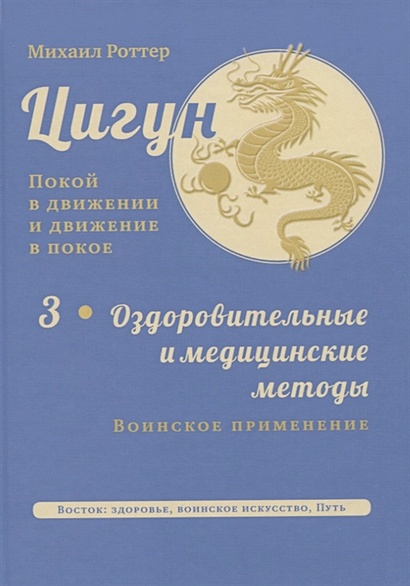 Михаил Роттер
Цигун
Покой
в движении
и движение
в покое
3 • Оздоровительные
и медицинские
методы
Воинское применение
Восток: здоровье, воинское искусство, Путь